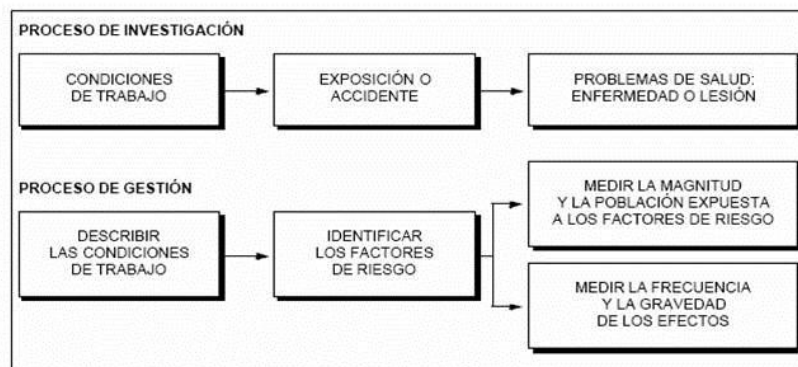 PROCESO DE INVESTIGACIÓN
CONDICIONES
DE TRABAJO
EXPOSICIÓN O
ACCIDENTE
PROBLEMAS DE SALUD:
ENFERMEDAD O LESIÓN
PROCESO DE GESTIÓN
DESCRIBIR
LAS CONDICIONES
DE TRABAJO
IDENTIFICAR
LOS FACTORES
DE RIESGO
MEDIR LA MAGNITUD
Y LA POBLACIÓN EXPUESTA
A LOS FACTORES DE RIESGO
MEDIR LA FRECUENCIA
Y LA GRAVEDAD
DE LOS EFECTOS